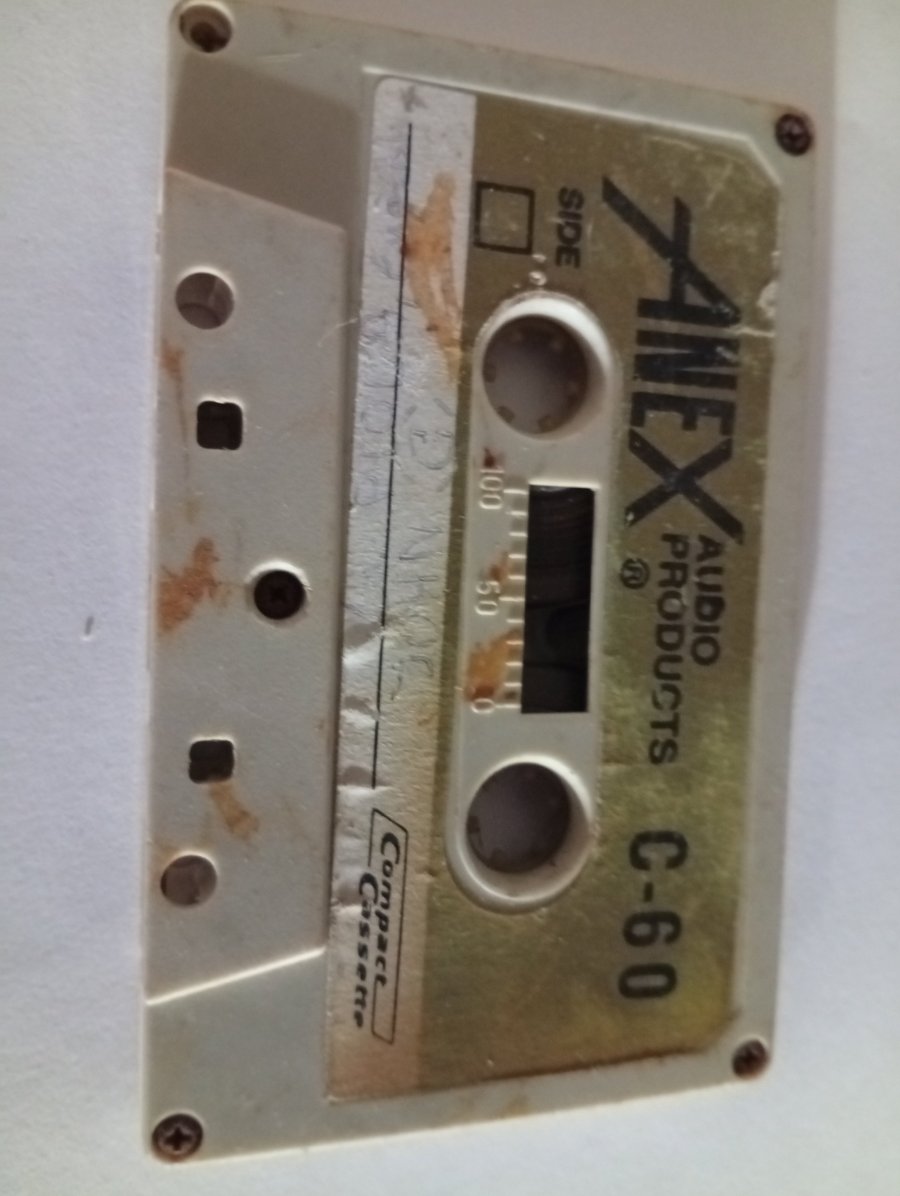 ANEX
AUDIO
PRODUCTS
®
C-60
SIDE
100 50 0
Compact
Cassette